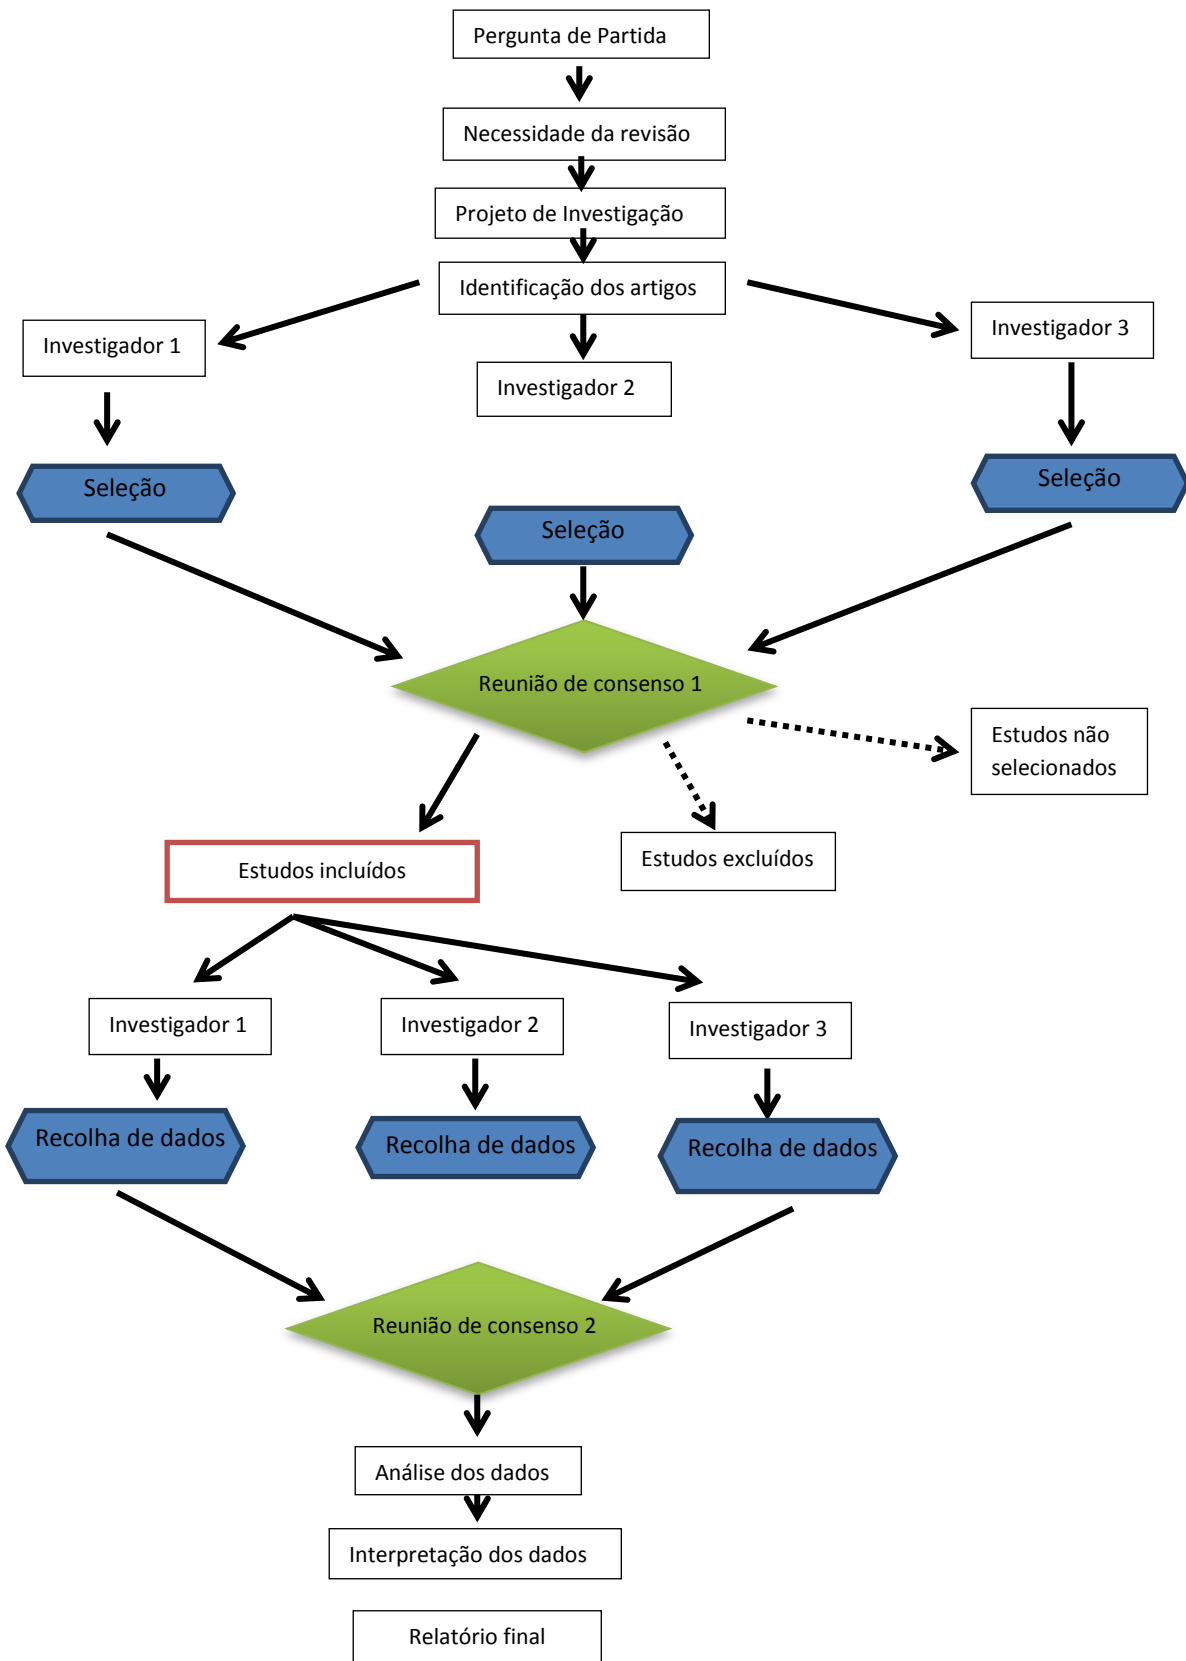 Pergunta de Partida
Necessidade da revisão
Projeto de Investigação
Identificação dos artigos
Investigador 1
Investigador 2
Investigador 3
Seleção
Seleção
Seleção
Reunião de consenso 1
Estudos não
selecionados
Estudos incluídos
Estudos excluídos
Investigador 1
Investigador 2
Investigador 3
Recolha de dados
Recolha de dados
Recolha de dados
Reunião de consenso 2
Análise dos dados
Interpretação dos dados
Relatório final